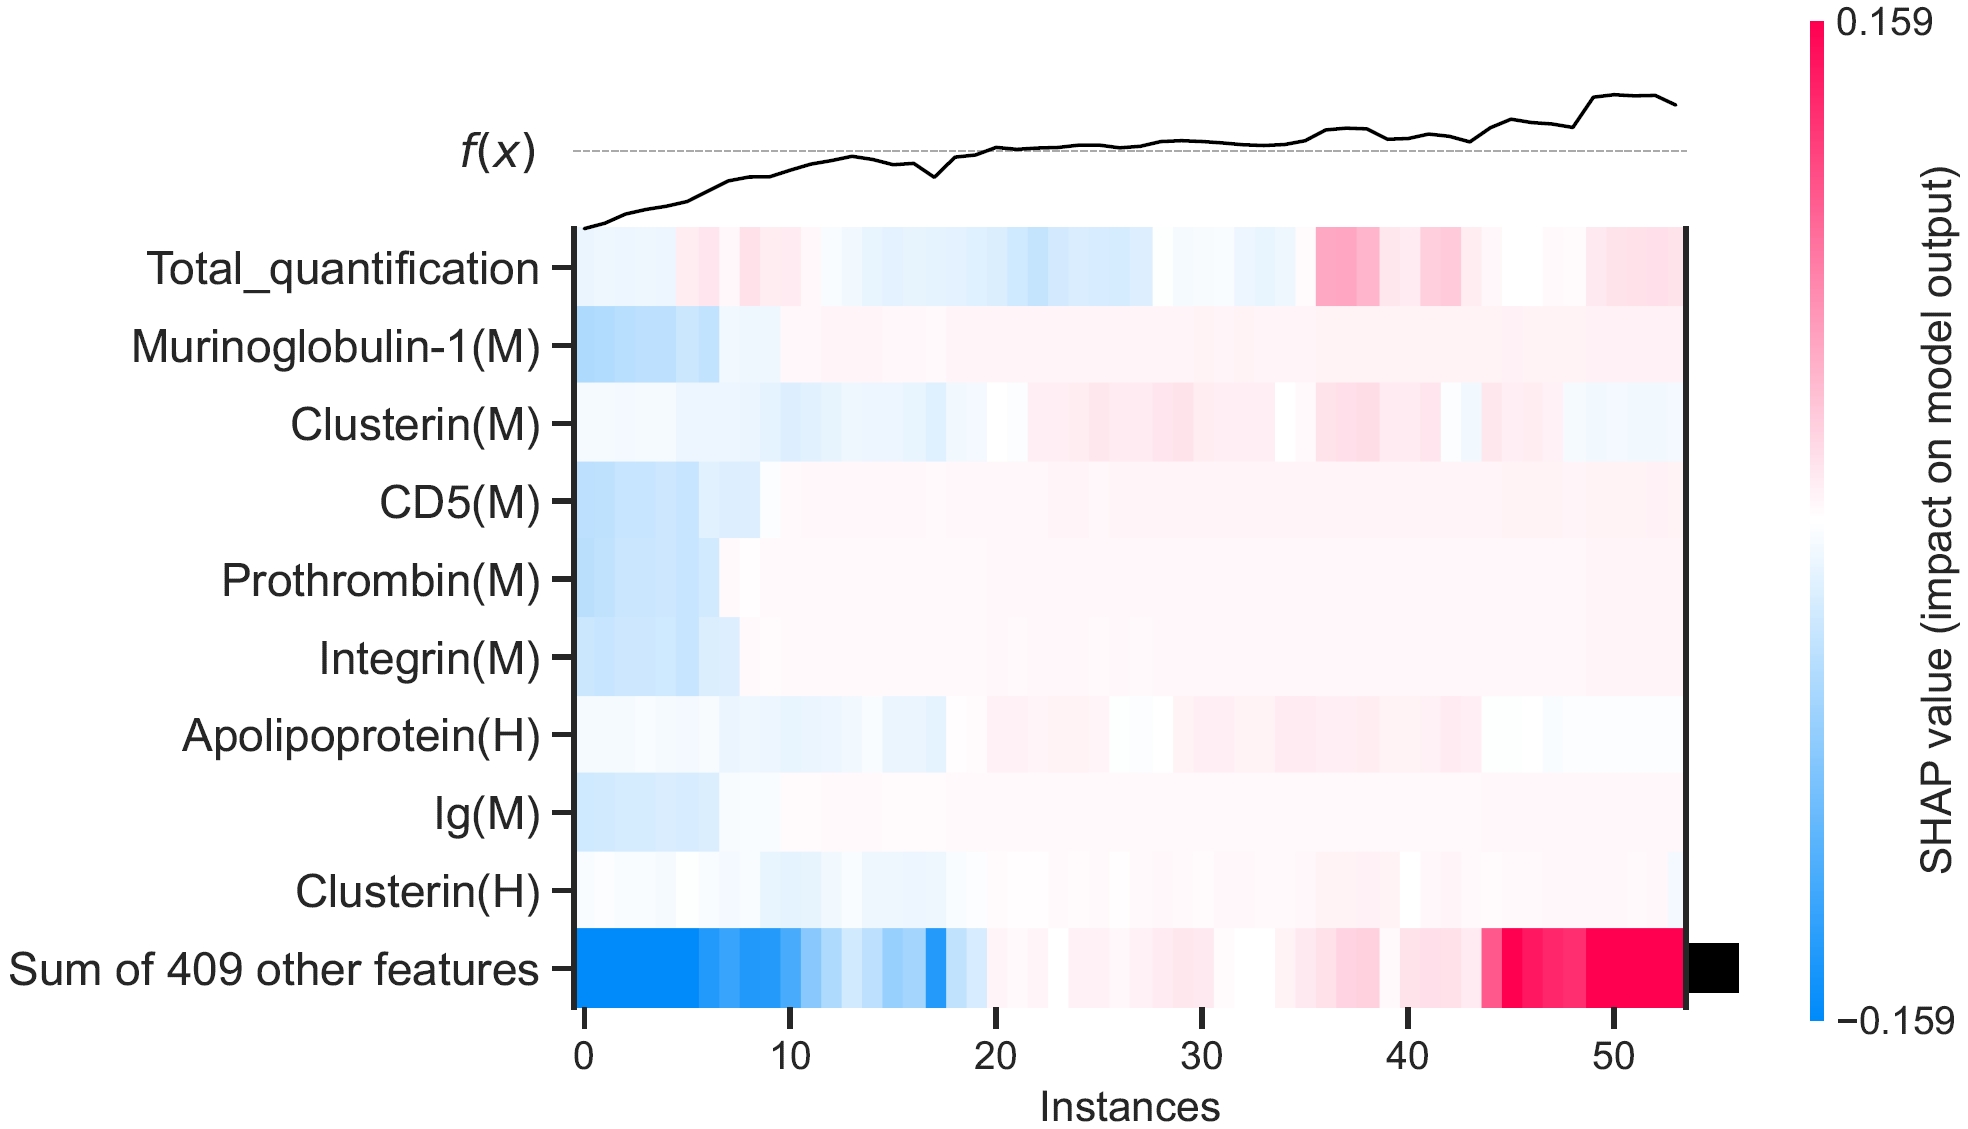 0.159
f(x)
Total_quantification
Murinoglobulin-1(M)
Clusterin(M)
CD5(M)
Prothrombin(M)
Integrin(M)
Apolipoprotein(H)
Ig(M)
Clusterin(H)
Sum of 409 other features
0 10 20 30 40 50
Instances
−0.159
SHAP value (impact on model output)